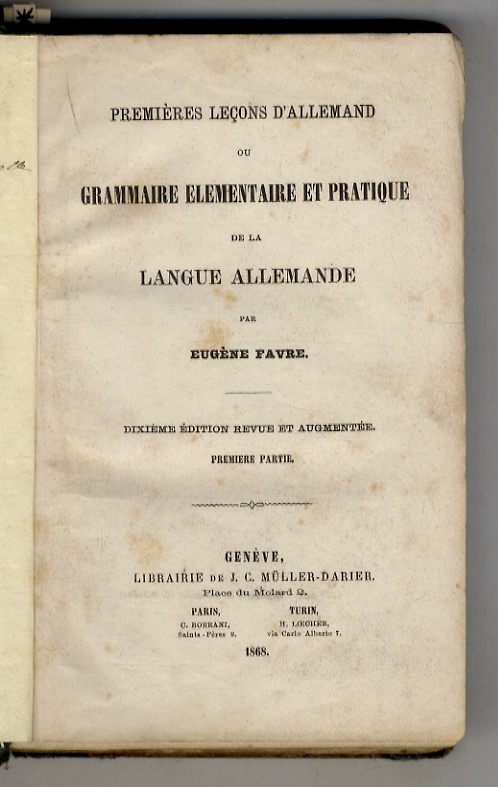 PREMIÈRES LEÇONS D'ALLEMAND
OU
GRAMMAIRE ELEMENTAIRE ET PRATIQUE
DE LA
LANGUE ALLEMANDE
PAR
EUGÈNE FAVRE.
DIXIÈME ÉDITION REVUE ET AUGMENTÉE.
PREMIERE PARTIE.
GENÈVE,
LIBRAIRIE DE J. C. MÜLLER-DARIER.
Place du Molard 2.
PARIS, TURIN,
C. BORRANI, H. LŒCHER,
Saints-Pères 9. via Carlo Alberto 7.
1868.